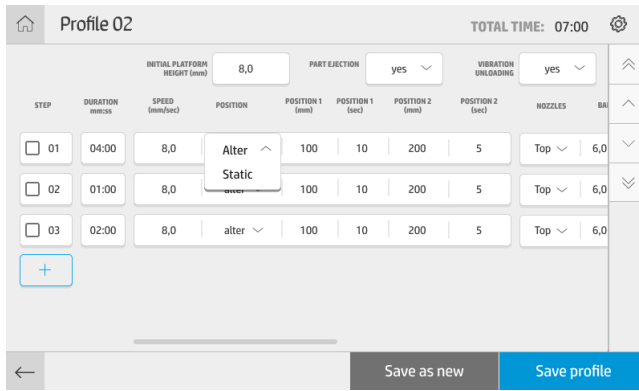 Profile 02
TOTAL TIME: 07:00
INITIAL PLATFORM
HEIGHT (mm)
8,0
PART EJECTION
yes
VIBRATION
UNLOADING
yes
STEP
DURATION
mm:ss
SPEED
(mm/sec)
POSITION
POSITION 1
(mm)
POSITION 1
(sec)
POSITION 2
(mm)
POSITION 2
(sec)
NOZZLES
BA
01 04:00 8,0 Alter 100 10 200 5 Top 6,0
Static
02 01:00 8,0 alter 100 10 200 5 Top 6,0
03 02:00 8,0 alter 100 10 200 5 Top 6,0
+
Save as new
Save profile